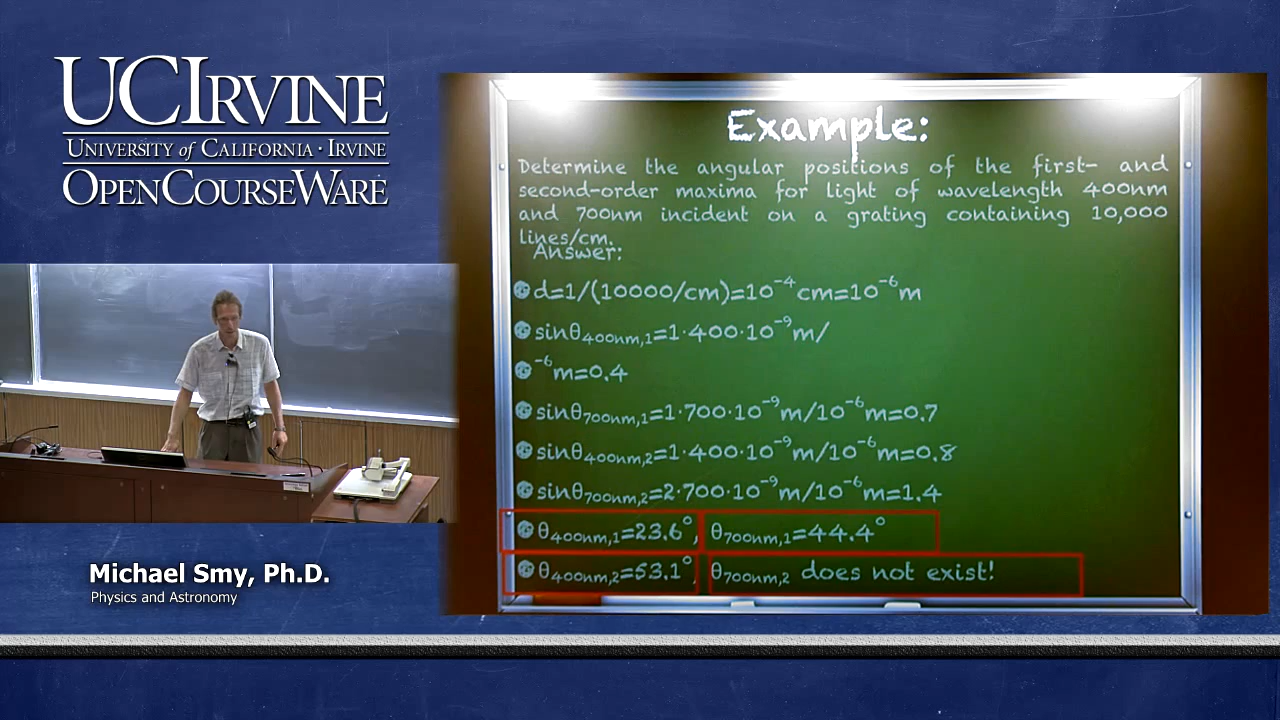 UCIRVINE
UNIVERSITY of CALIFORNIA · IRVINE
OPENCOURSEWARE
Example:
Determine the angular positions of the first- and
second-order maxima for light of wavelength 400nm
and 700nm incident on a grating containing 10,000
lines/cm.
Answer:
d=1/(10000/cm)=10⁻⁴cm=10⁻⁶m
sinθ400nm,1=1·400·10⁻⁹m/
⁻⁶m=0.4
sinθ700nm,1=1·700·10⁻⁹m/10⁻⁶m=0.7
sinθ400nm,2=1·400·10⁻⁹m/10⁻⁶m=0.8
sinθ700nm,2=2·700·10⁻⁹m/10⁻⁶m=1.4
θ400nm,1=23.6°, θ700nm,1=44.4°
θ400nm,2=53.1°, θ700nm,2 does not exist!
Michael Smy, Ph.D.
Physics and Astronomy